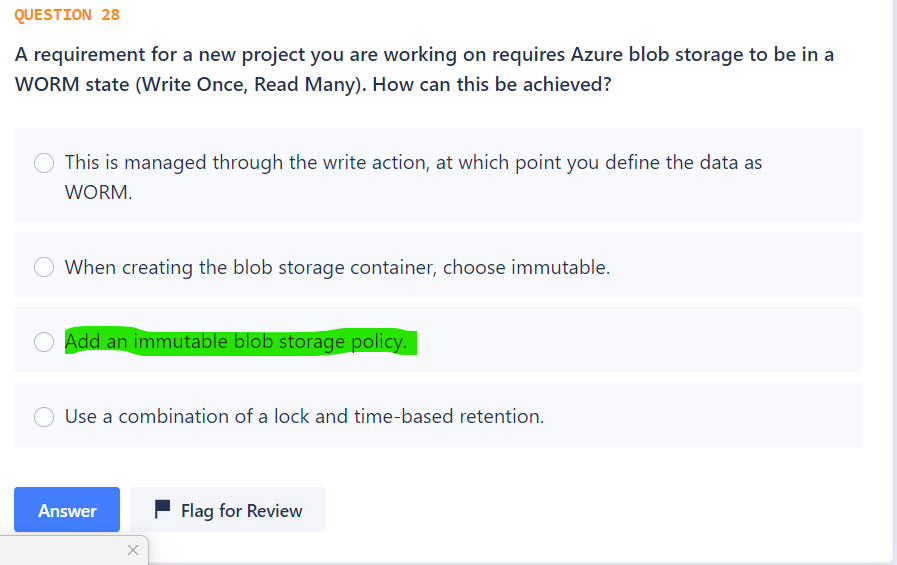 QUESTION 28
A requirement for a new project you are working on requires Azure blob storage to be in a
WORM state (Write Once, Read Many). How can this be achieved?
This is managed through the write action, at which point you define the data as
WORM.
When creating the blob storage container, choose immutable.
Add an immutable blob storage policy.
Use a combination of a lock and time-based retention.
Answer
Flag for Review